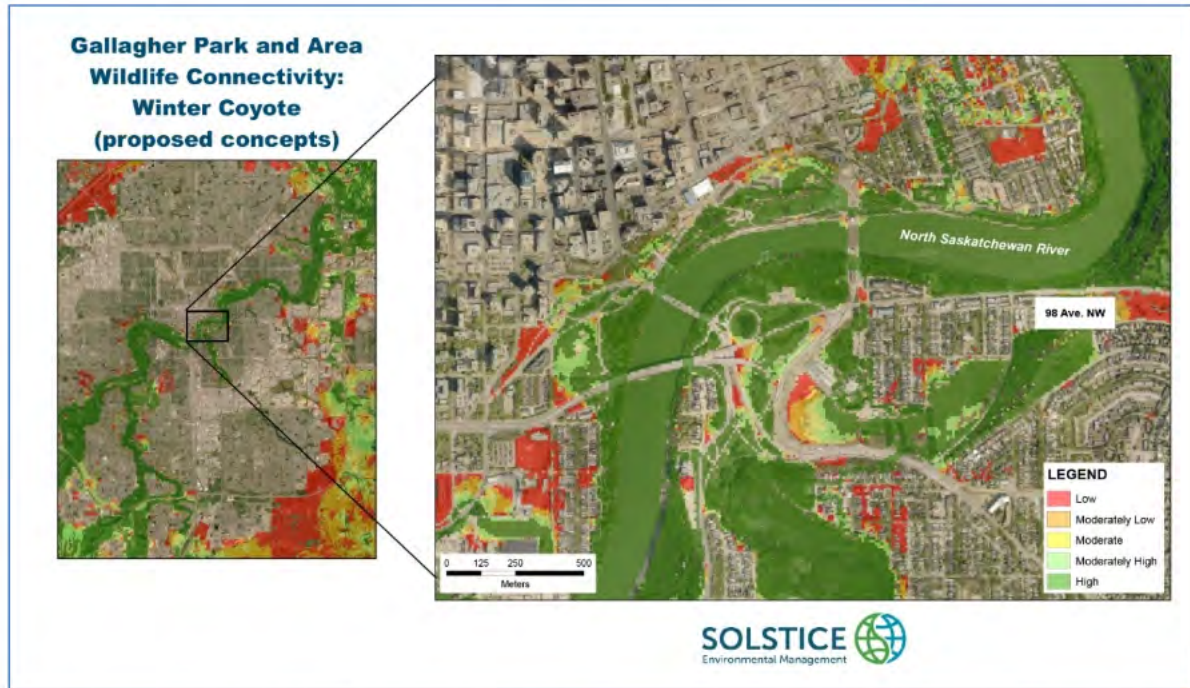 Gallagher Park and Area
Wildlife Connectivity:
Winter Coyote
(proposed concepts)
North Saskatchewan River
98 Ave. NW
LEGEND
Low
Moderately Low
Moderate
Moderately High
High
0 125 250 500
Meters
SOLSTICE
Environmental Management